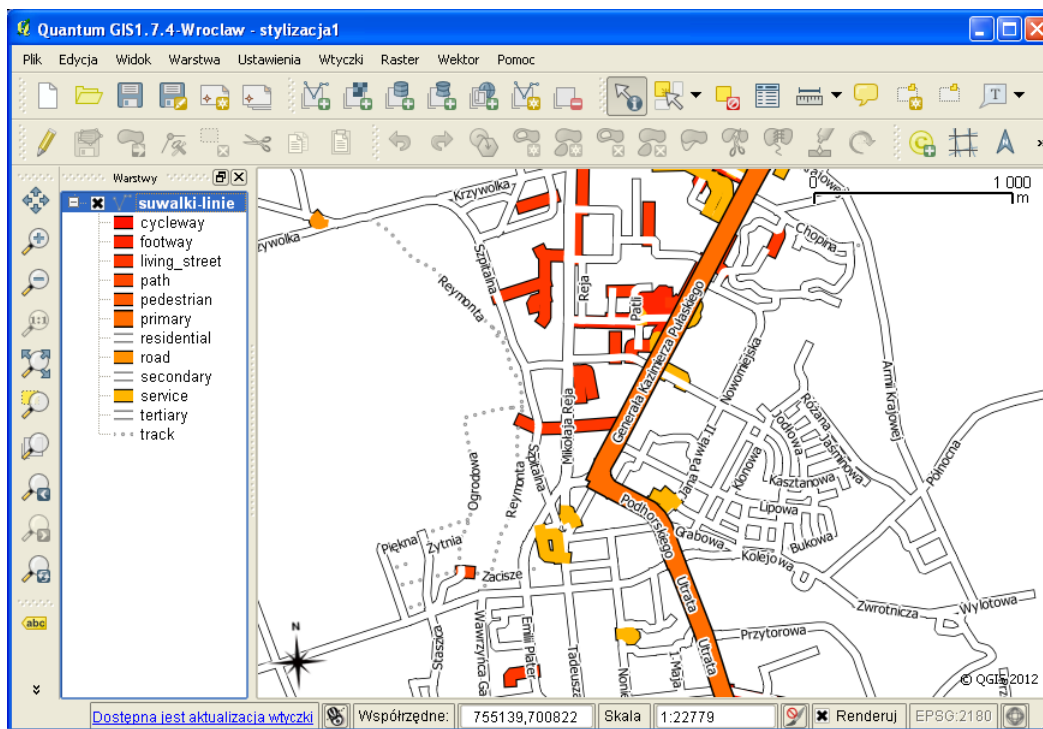 Quantum GIS1.7.4-Wroclaw - stylizacja1
Plik Edycja Widok Warstwa Ustawienia Wtyczki Raster Wektor Pomoc
Warstwy
suwalki-linie
cycleway
footway
living_street
path
pedestrian
primary
residential
road
secondary
service
tertiary
track
0 1 000
m
Krzywolka
Szpitalna
Reymonta
Reja
Patli
Chopina
Generała Kazimierza Pułaskiego
Nowomiejska
Armii Krajowej
Północna
Mikołaja Reja
Różana
Jaśminowa
Jodłowa
Klonowa
Kasztanowa
Jana Pawła II
Lipowa
Bukowa
Ogrodowa
Reymonta
Szpitalna
Podhorskiego
Grabowa
Kolejowa
Piękna
Żytnia
Zacisze
Utrata
Zwrotnicza
Wylotowa
Staszica
Wawrzyńca Ga
Emilii Plater
Tadeusza
Noni
1 Maja
Utrata
Przytorowa
N
© QGIS 2012
abc
Dostępna jest aktualizacja wtyczki Współrzędne: 755139,700822 Skala 1:22779 Renderuj EPSG:2180